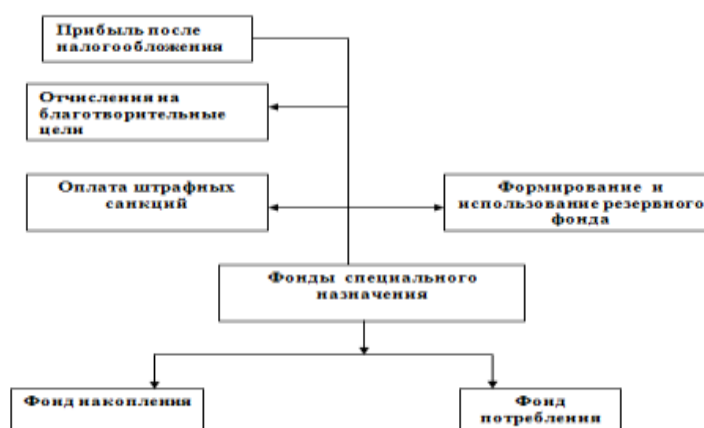 Прибыль после
налогообложения
Отчисления на
благотворительные
цели
Оплата штрафных
санкций
Формирование и
использование резервного
фонда
Фонды специального
назначения
Фонд накопления
Фонд
потребления